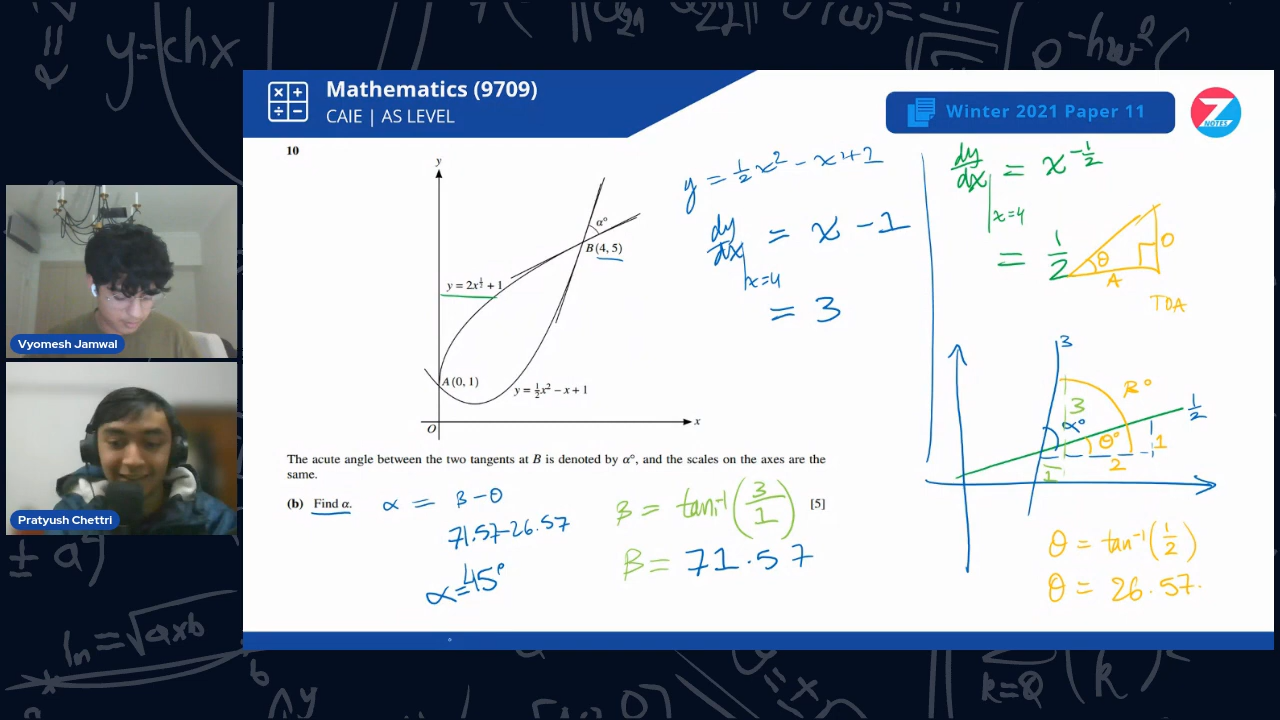 Mathematics (9709)
CAIE | AS LEVEL
Winter 2021 Paper 11
Z
NOTES
Vyomesh Jamwal
Pratyush Chettri
10
y
α°
B (4, 5)
y = 2x^½ + 1
A (0, 1)
y = ½x² − x + 1
O
x
The acute angle between the two tangents at B is denoted by α°, and the scales on the axes are the
same.
(b) Find α.
[5]
α = β − θ
71.57-26.57
α = 45°
β = tan⁻¹(3/1)
β = 71.57
y = ½x² − x + 1
dy/dx |x=4 = x − 1
= 3
dy/dx |x=4 = x^-½
= ½
θ
O
A
TOA
3
β°
½
3
α°
θ°
1
2
1
θ = tan⁻¹(½)
θ = 26.57.
y = chx